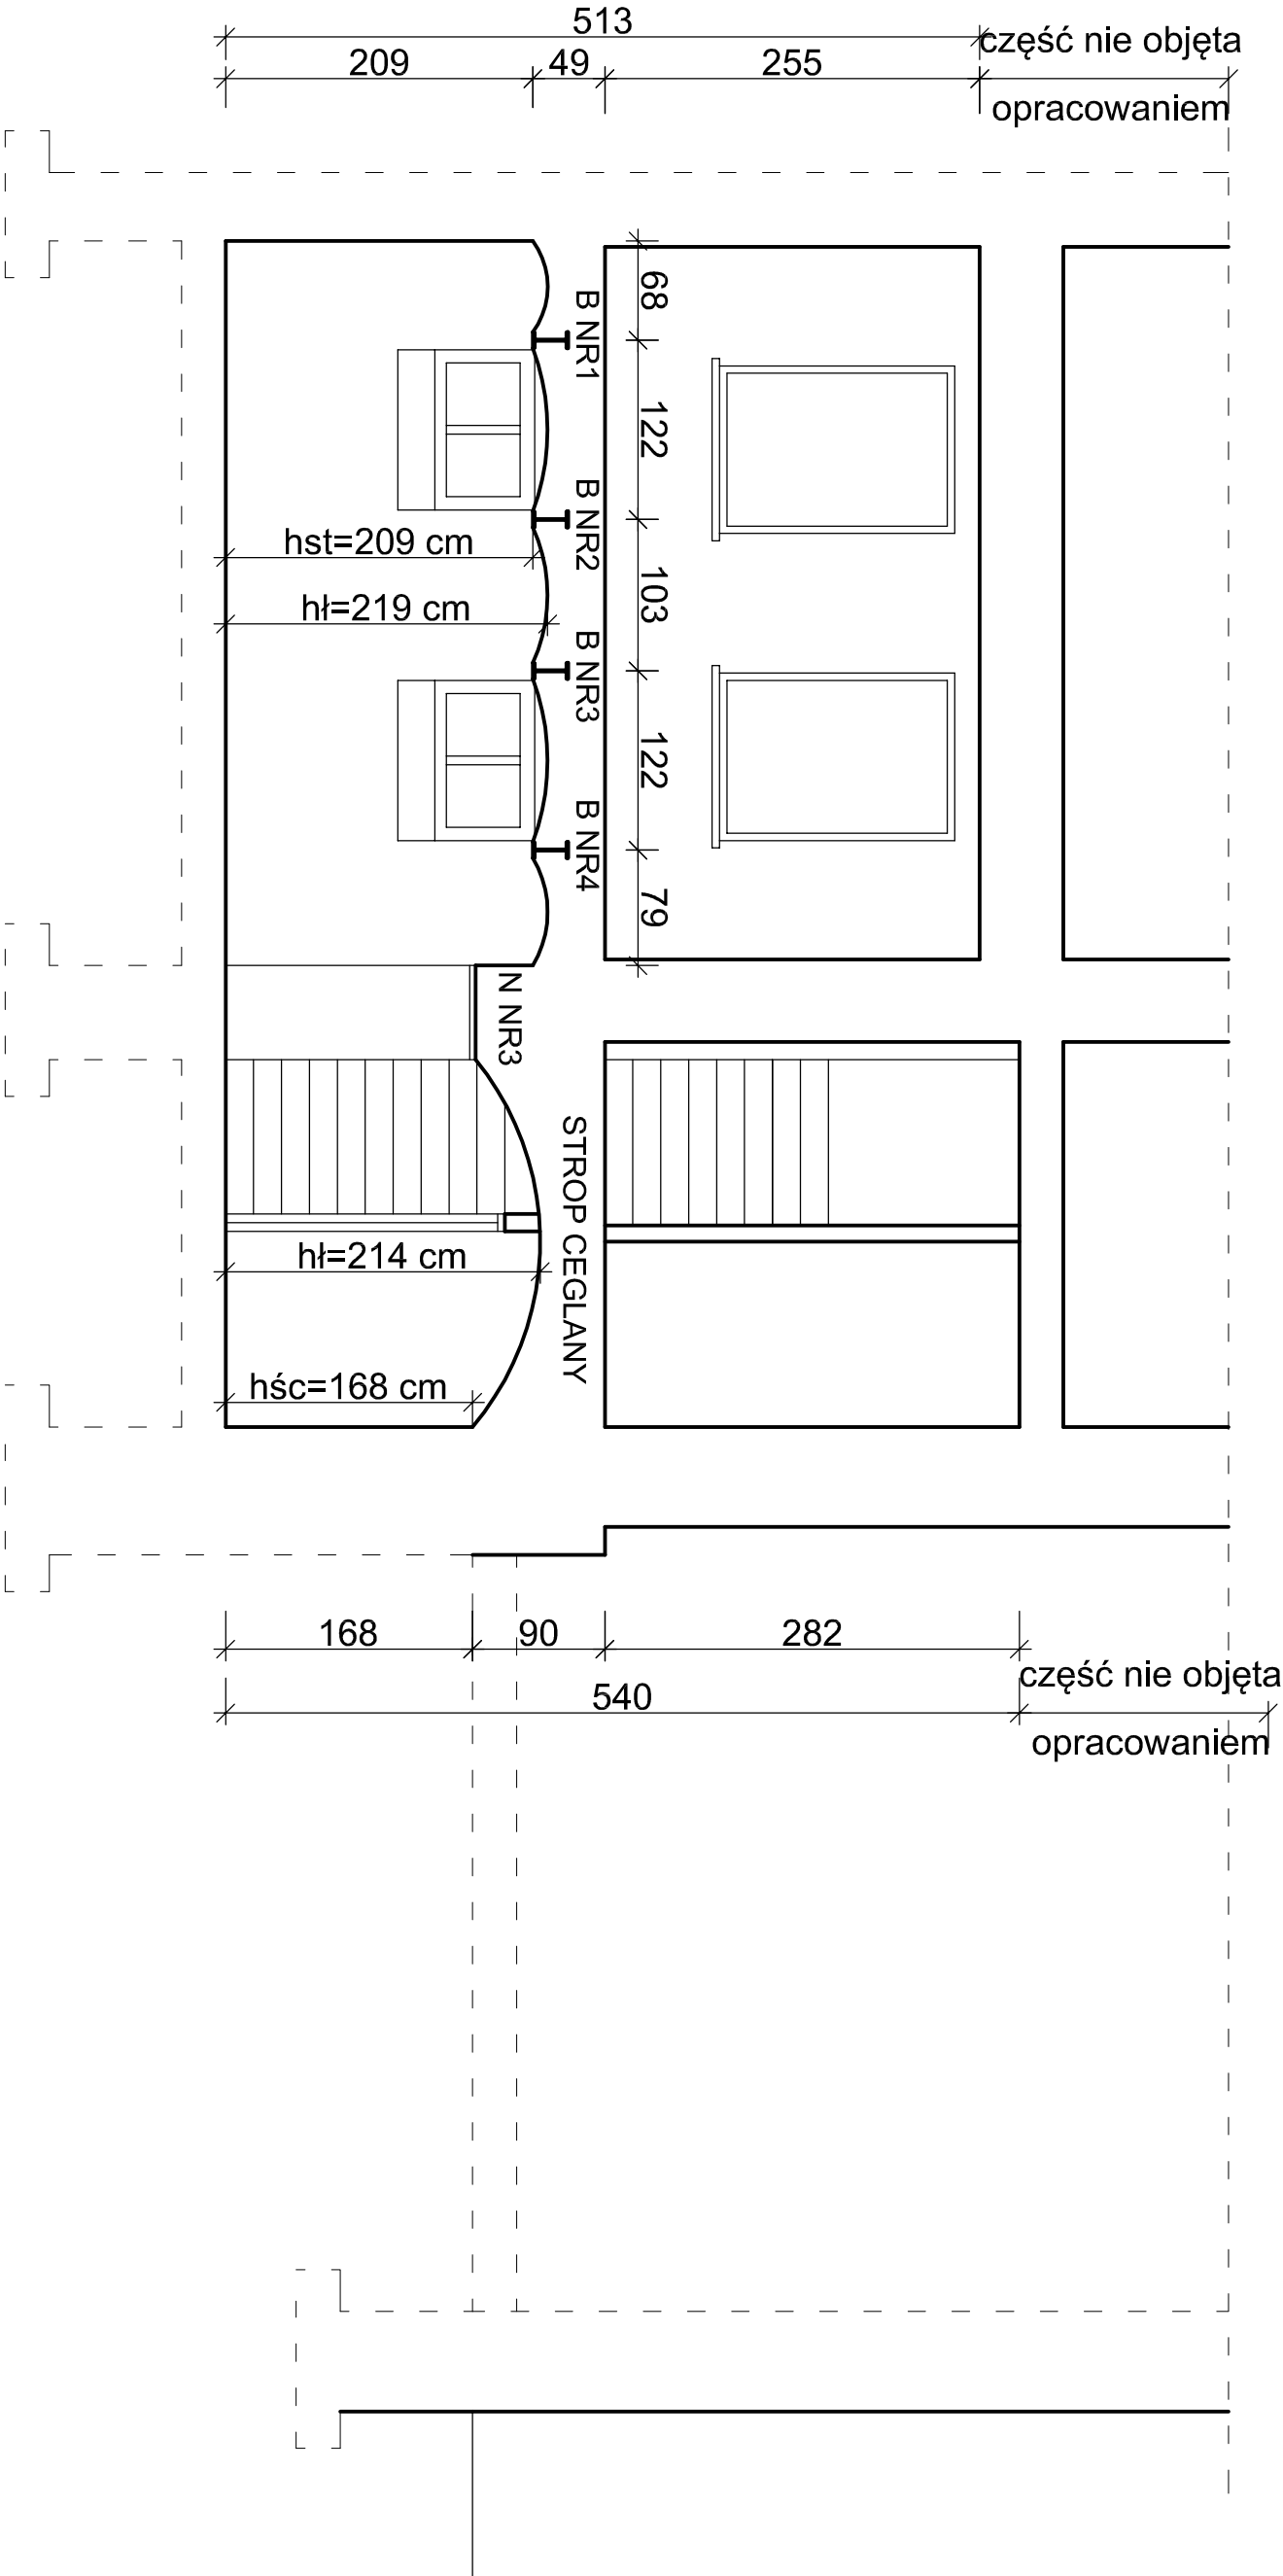 513
część nie objęta
209
49
255
opracowaniem
68
B NR1
122
B NR2
hst=209 cm
103
hł=219 cm
B NR3
122
B NR4
79
N NR3
STROP CEGLANY
hł=214 cm
hśc=168 cm
168
90
282
część nie objęta
540
opracowaniem